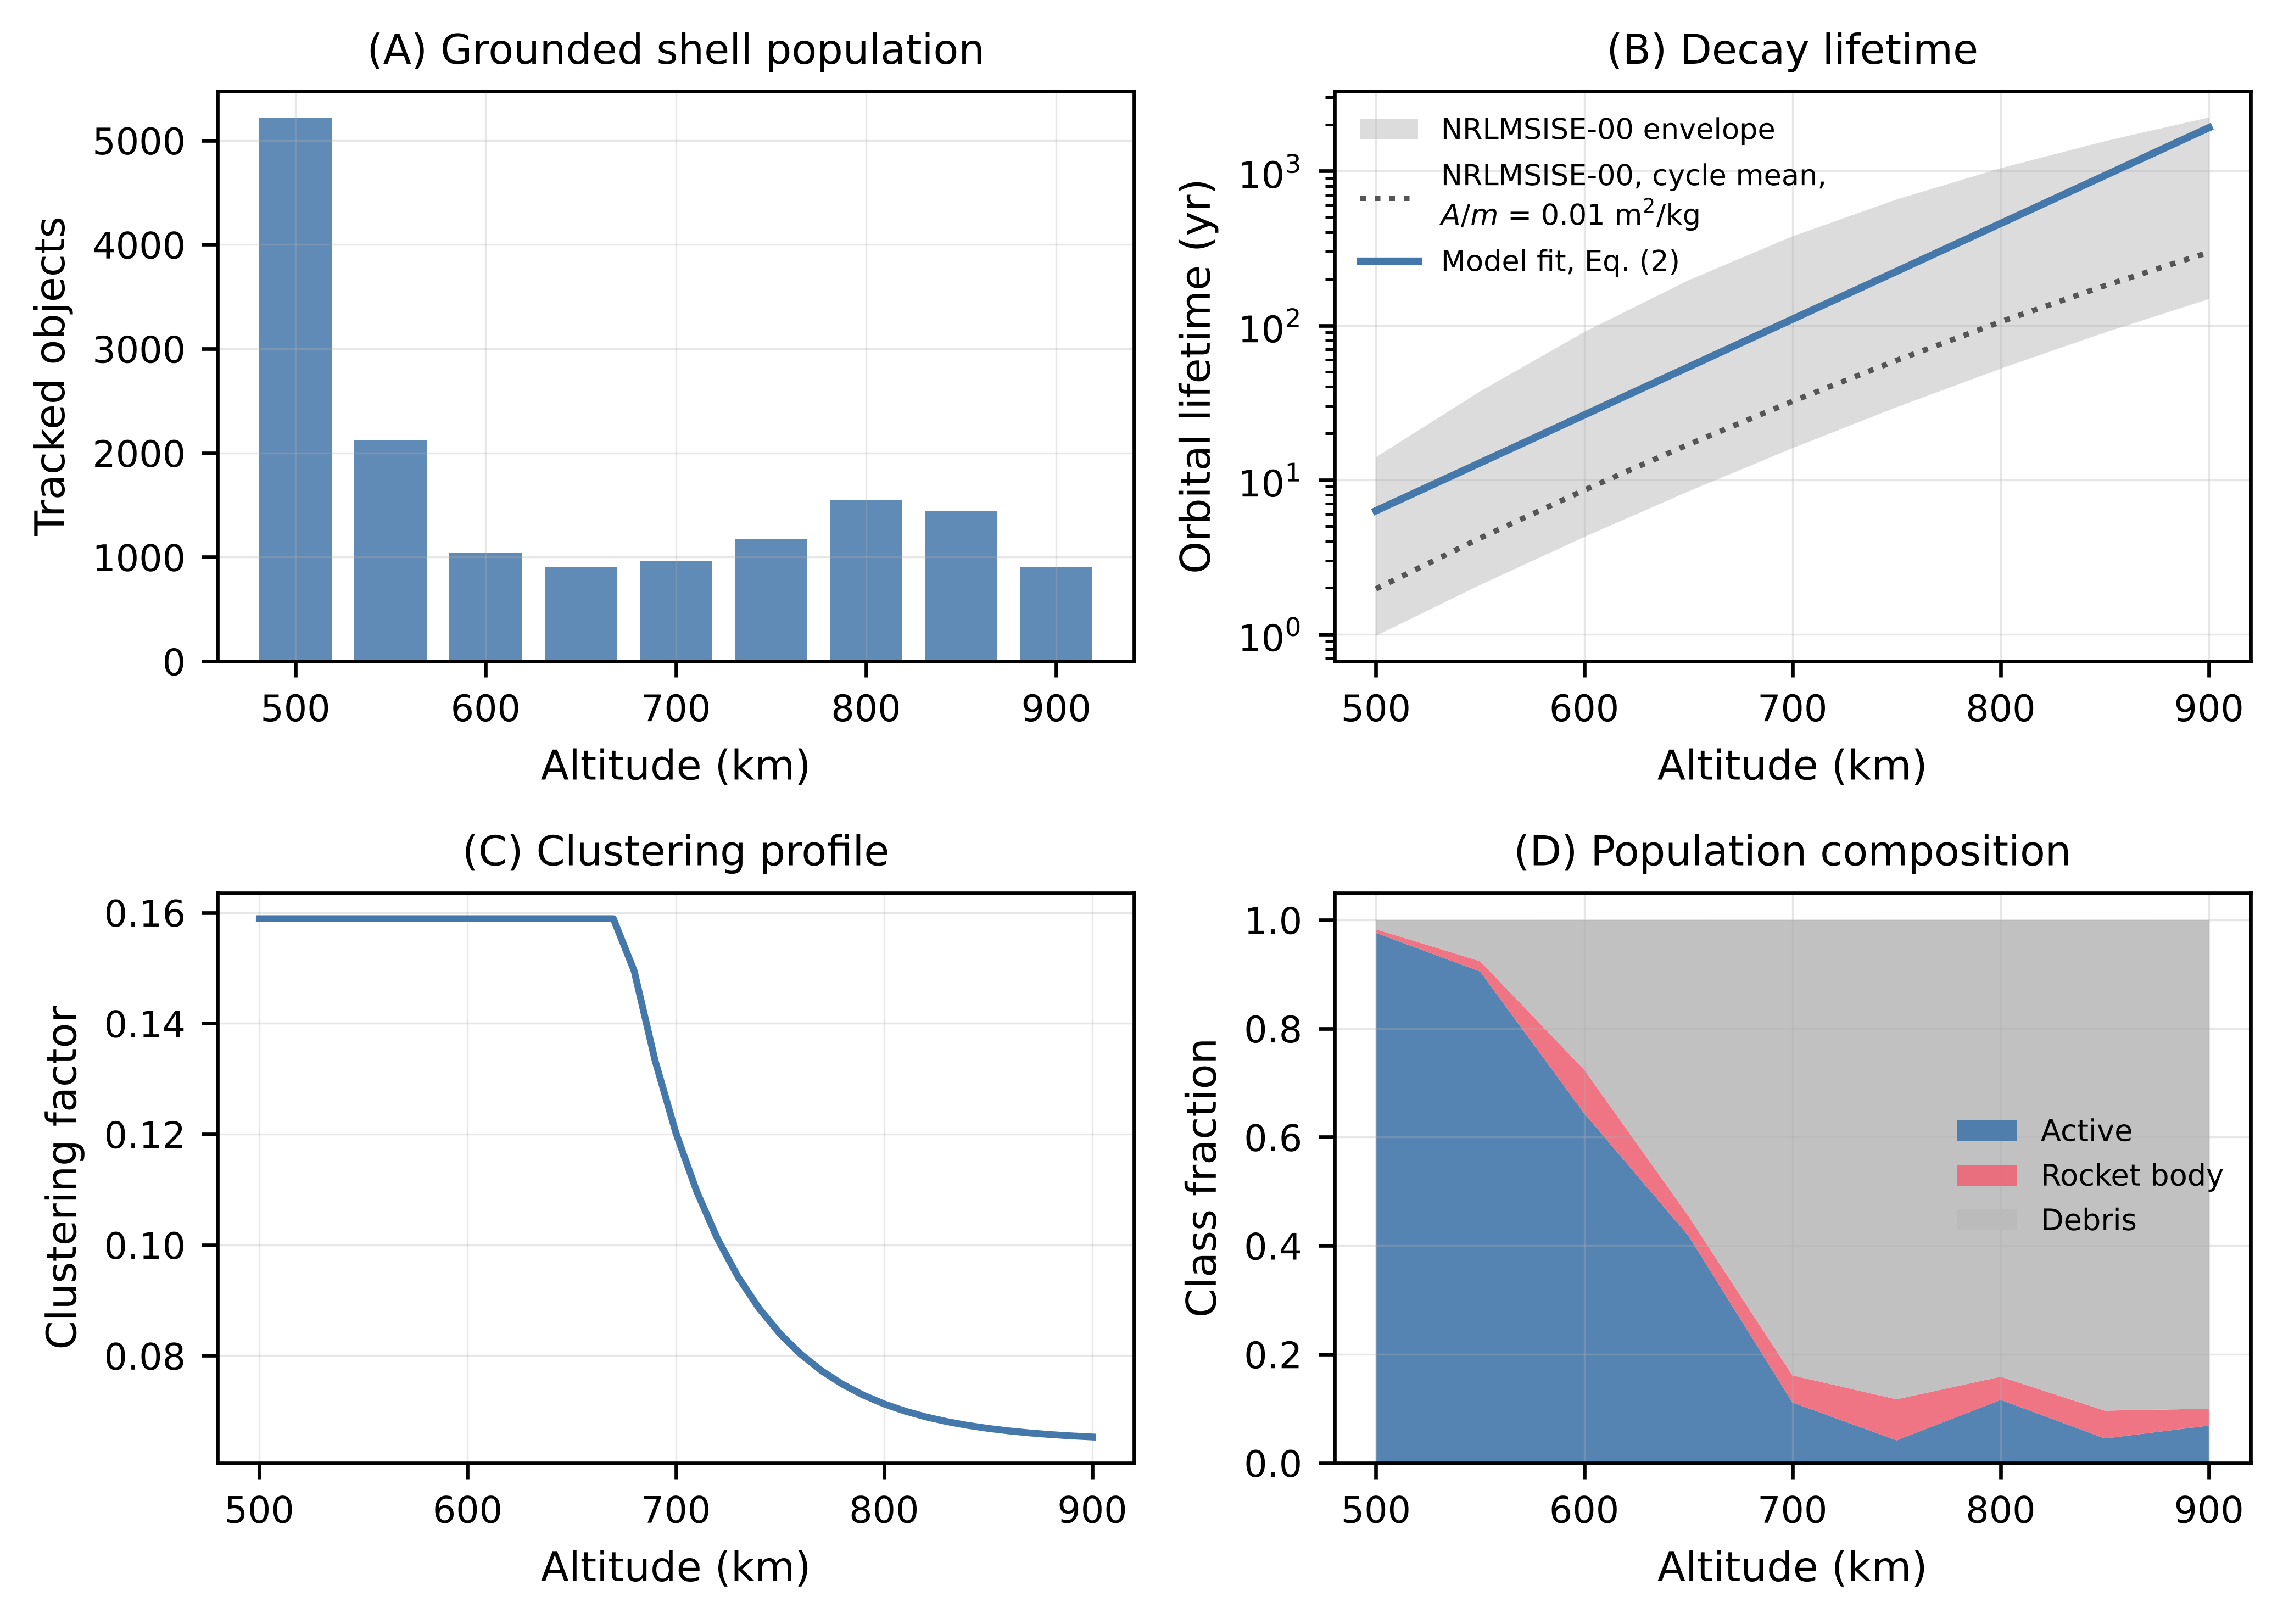 (A) Grounded shell population
Tracked objects
5000
4000
3000
2000
1000
0
500 600 700 800 900
Altitude (km)
(B) Decay lifetime
Orbital lifetime (yr)
10³
10²
10¹
10⁰
NRLMSISE-00 envelope
NRLMSISE-00, cycle mean,
A/m = 0.01 m²/kg
Model fit, Eq. (2)
500 600 700 800 900
Altitude (km)
(C) Clustering profile
Clustering factor
0.16
0.14
0.12
0.10
0.08
500 600 700 800 900
Altitude (km)
(D) Population composition
Class fraction
1.0
0.8
0.6
0.4
0.2
0.0
Active
Rocket body
Debris
500 600 700 800 900
Altitude (km)